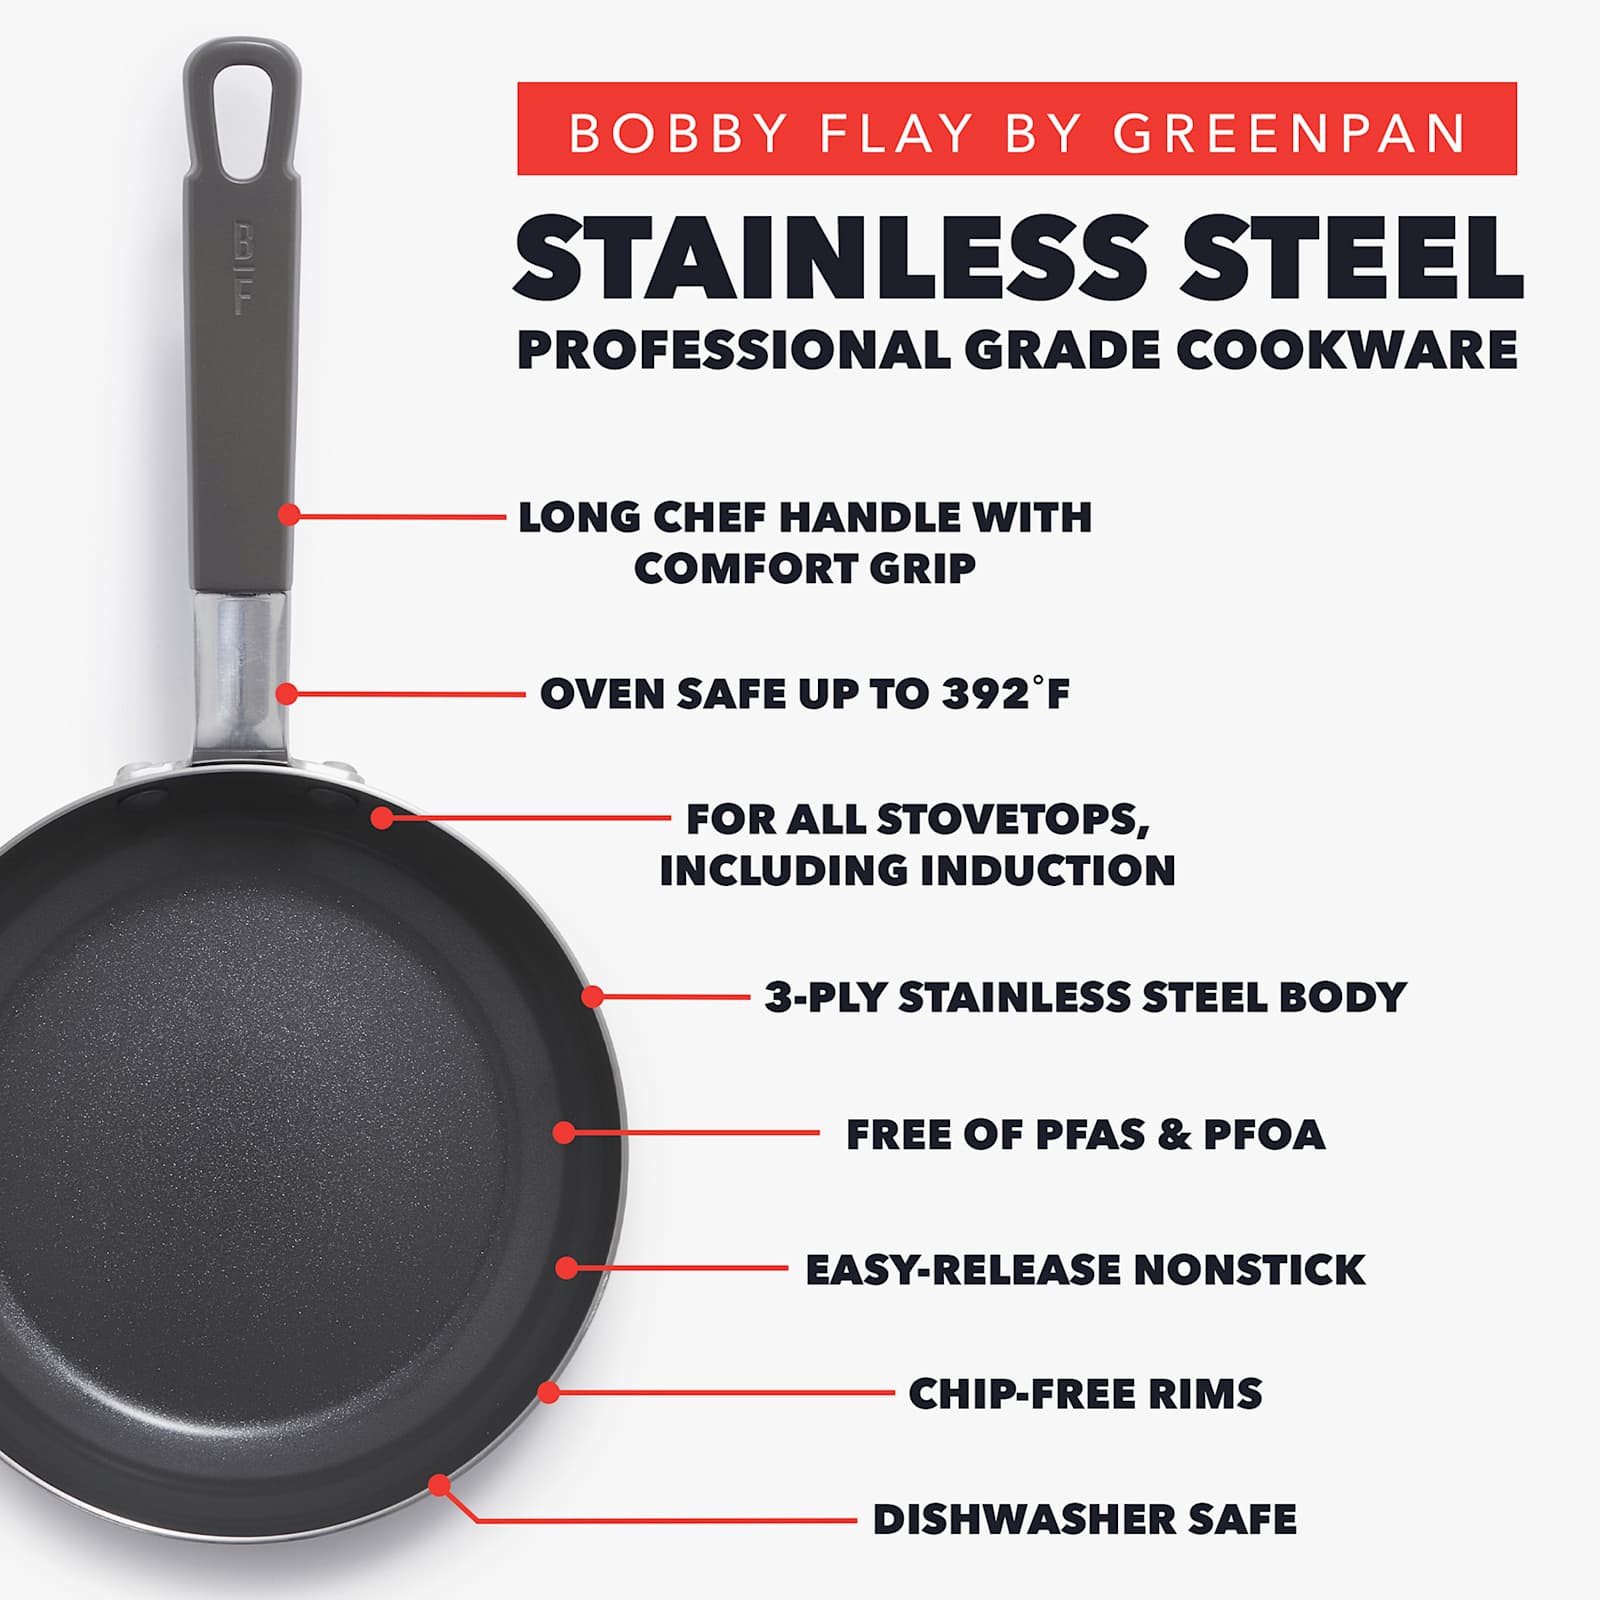 BOBBY FLAY BY GREENPAN
STAINLESS STEEL
PROFESSIONAL GRADE COOKWARE
B|F
LONG CHEF HANDLE WITH
COMFORT GRIP
OVEN SAFE UP TO 392°F
FOR ALL STOVETOPS,
INCLUDING INDUCTION
3-PLY STAINLESS STEEL BODY
FREE OF PFAS & PFOA
EASY-RELEASE NONSTICK
CHIP-FREE RIMS
DISHWASHER SAFE